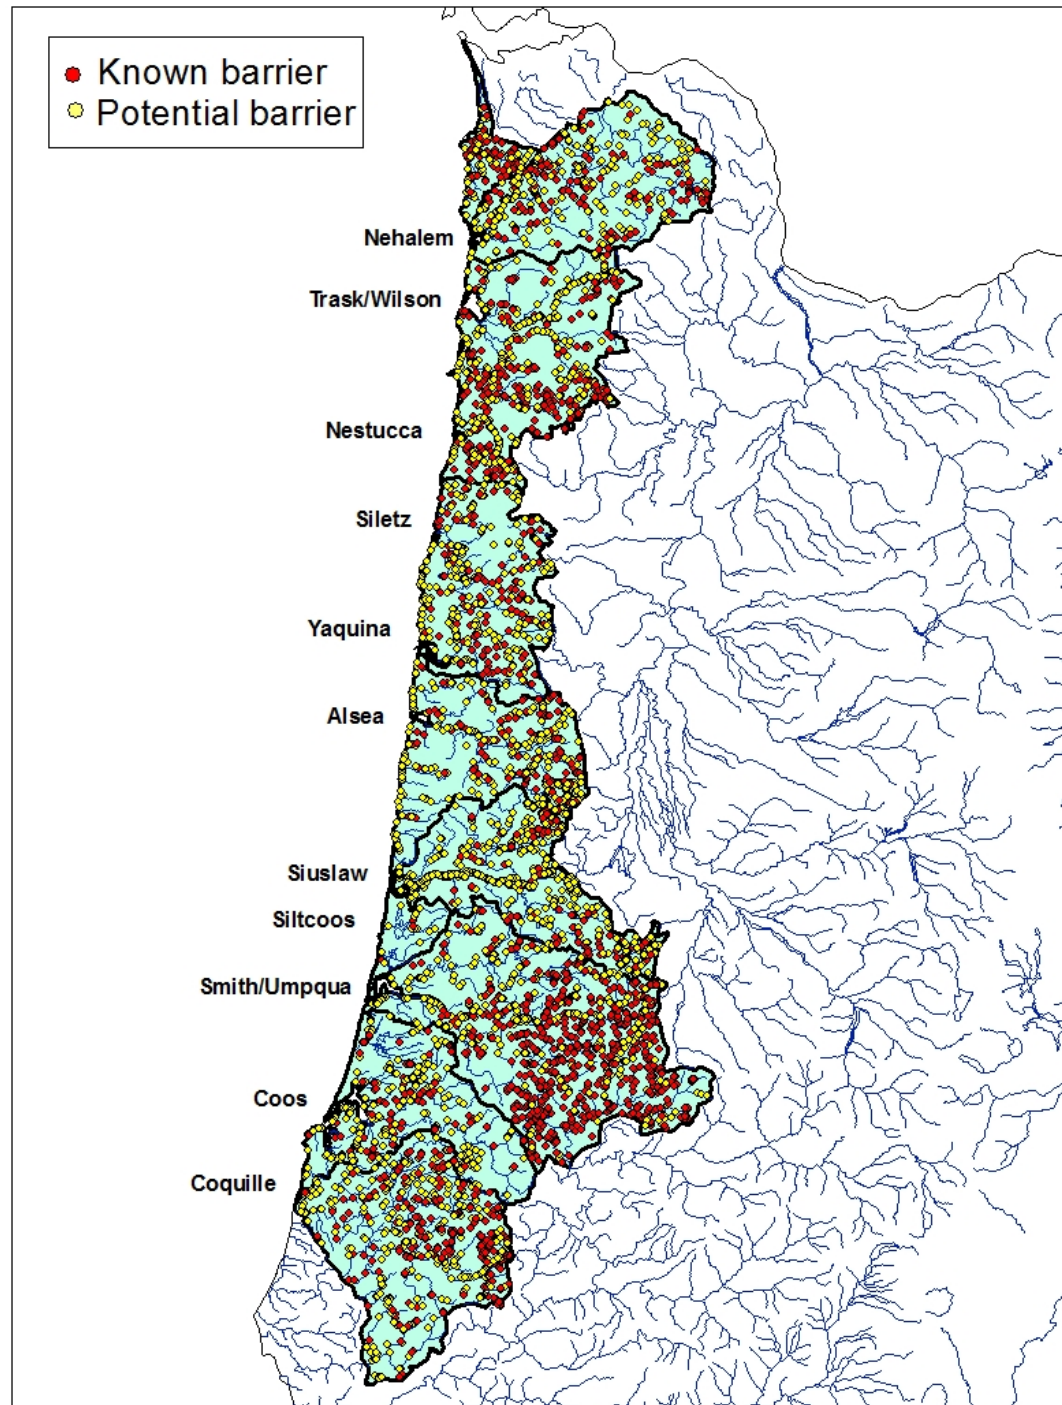 Known barrier
Potential barrier
Nehalem
Trask/Wilson
Nestucca
Siletz
Yaquina
Alsea
Siuslaw
Siltcoos
Smith/Umpqua
Coos
Coquille